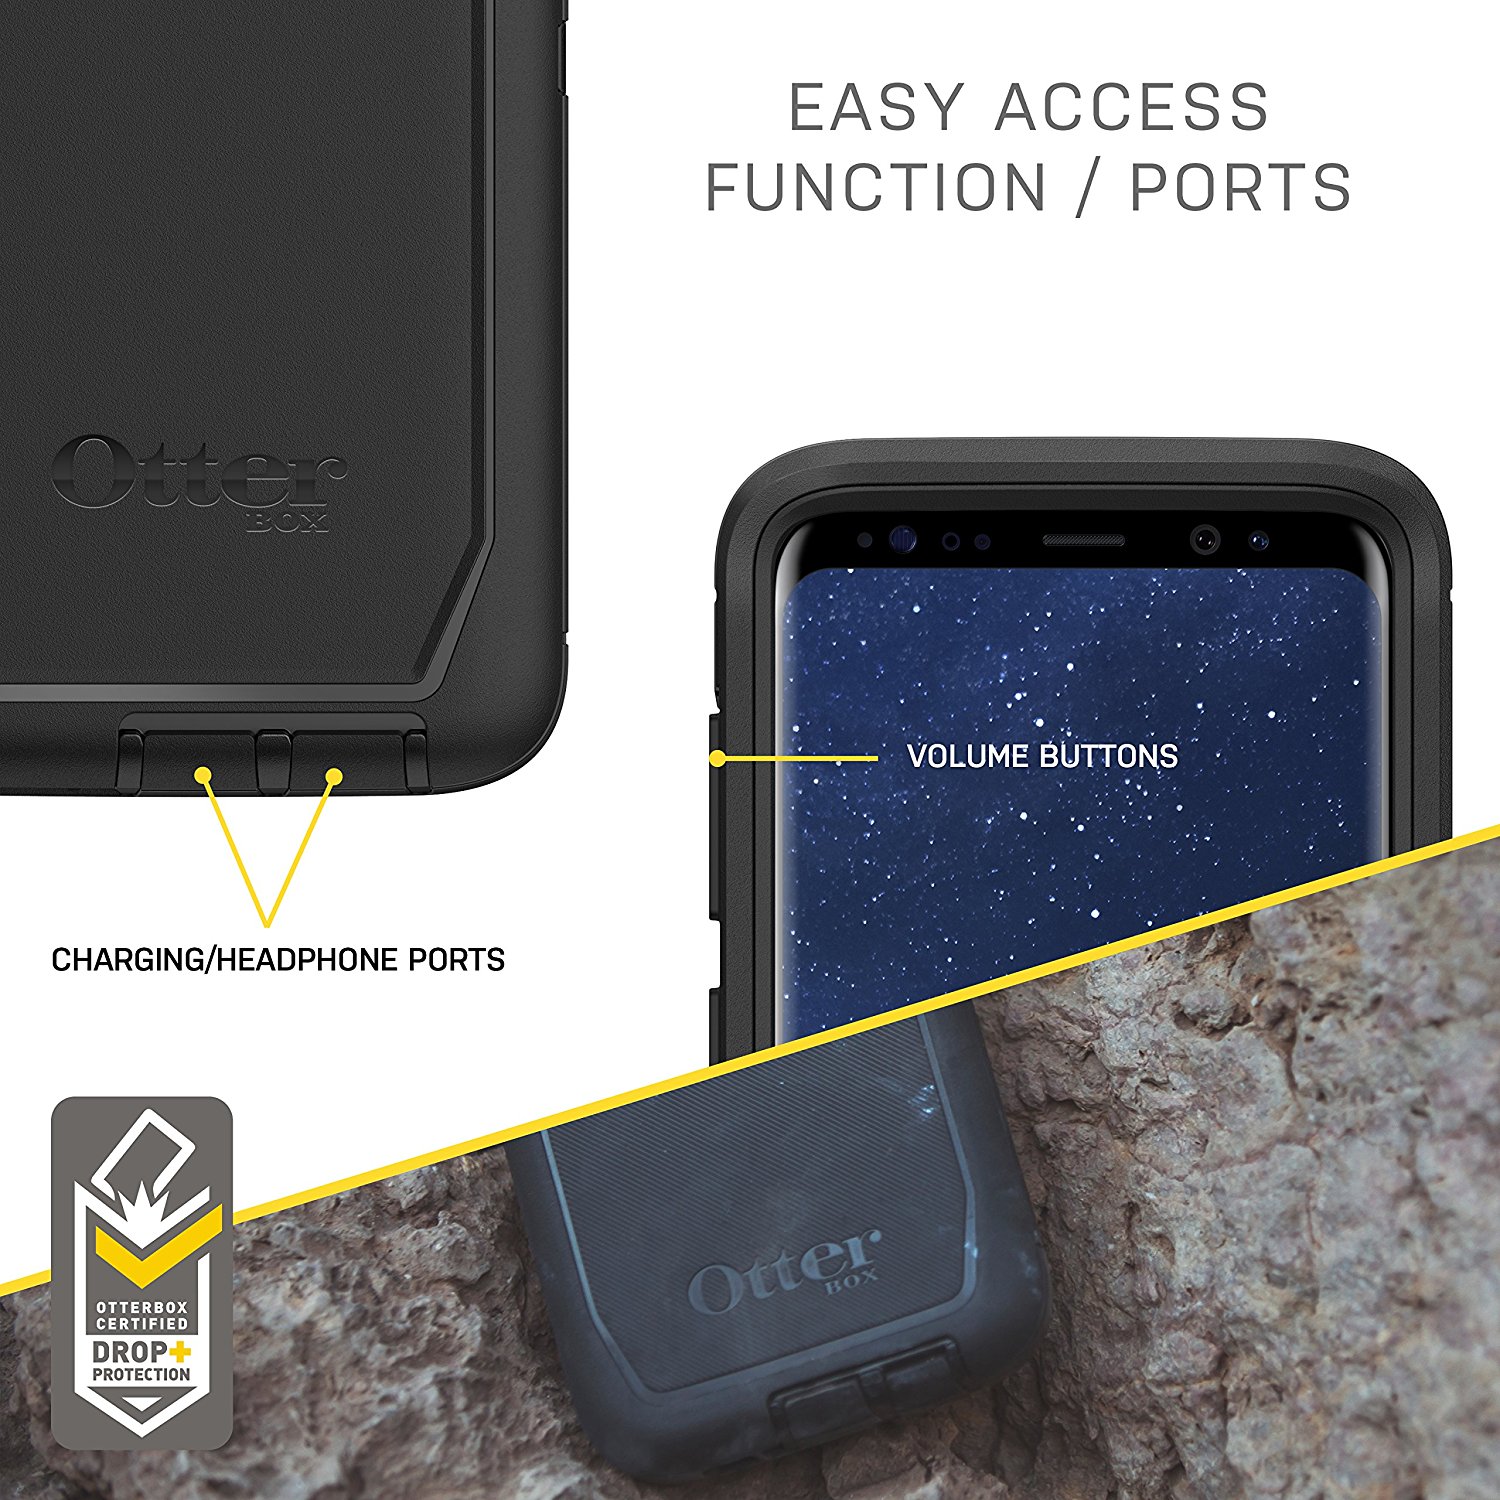 EASY ACCESS
FUNCTION / PORTS
Otter
BOX
VOLUME BUTTONS
CHARGING/HEADPHONE PORTS
OTTERBOX
CERTIFIED
DROP+
PROTECTION
Otter
BOX